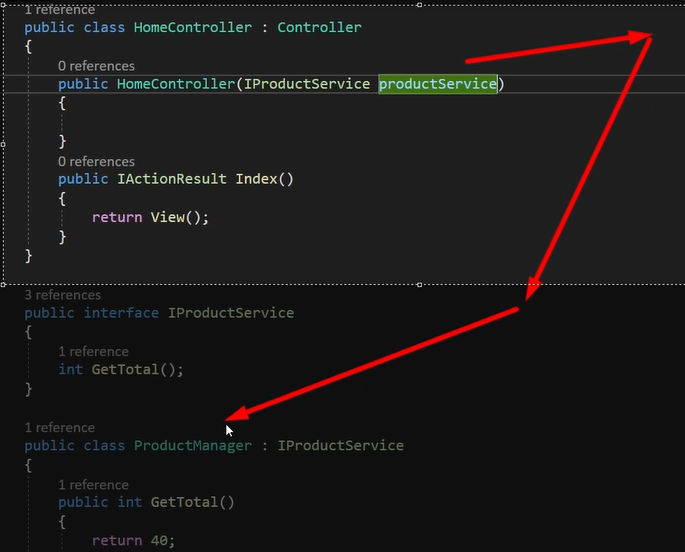 1 reference
public class HomeController : Controller
{
0 references
public HomeController(IProductService productService)
{
}
0 references
public IActionResult Index()
{
return View();
}
}
3 references
public interface IProductService
{
1 reference
int GetTotal();
}
1 reference
public class ProductManager : IProductService
{
1 reference
public int GetTotal()
{
return 40;